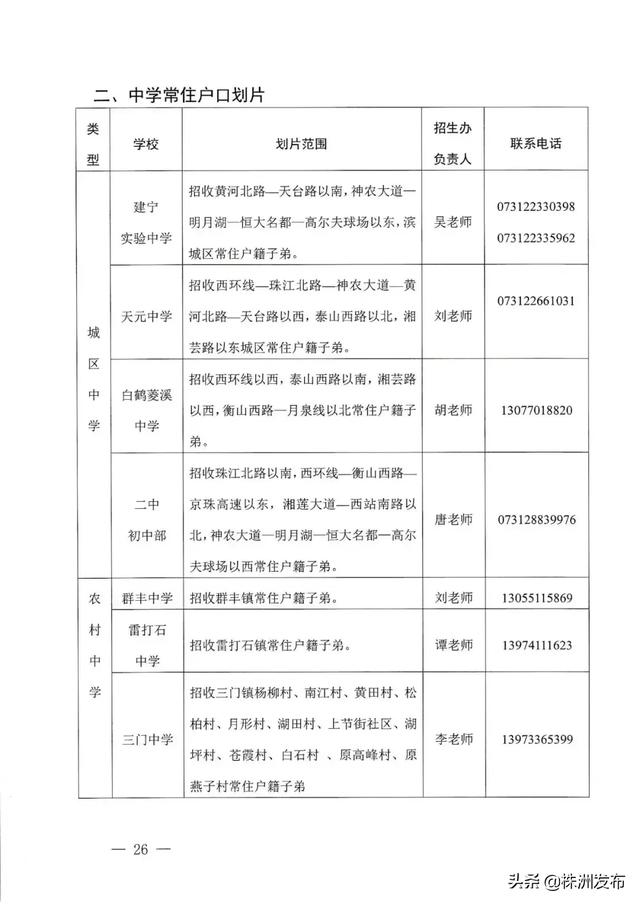 二、中学常住户口划片
类型
学校
划片范围
招生办
负责人
联系电话
城区中学
建宁
实验中学
招收黄河北路—天台路以南,神农大道—
明月湖—恒大名都—高尔夫球场以东,滨
城区常住户籍子弟。
吴老师
073122330398
073122335962
天元中学
招收西环线—珠江北路—神农大道—黄
河北路—天台路以西,泰山西路以北,湘
芸路以东城区常住户籍子弟。
刘老师
073122661031
白鹤菱溪
中学
招收西环线以西,泰山西路以南,湘芸路
以西,衡山西路—月泉线以北常住户籍子
弟。
胡老师
13077018820
二中
初中部
招收珠江北路以南,西环线—衡山西路—
京珠高速以东,湘莲大道—西站南路以
北,神农大道—明月湖—恒大名都—高尔
夫球场以西常住户籍子弟。
唐老师
073128839976
农村中学
群丰中学
招收群丰镇常住户籍子弟。
刘老师
13055115869
雷打石
中学
招收雷打石镇常住户籍子弟。
谭老师
13974111623
三门中学
招收三门镇杨柳村、南江村、黄田村、松
柏村、月形村、湖田村、上节街社区、湖
坪村、苍霞村、白石村 、原高峰村、原
燕子村常住户籍子弟
李老师
13973365399
— 26 —
头条 @株洲发布